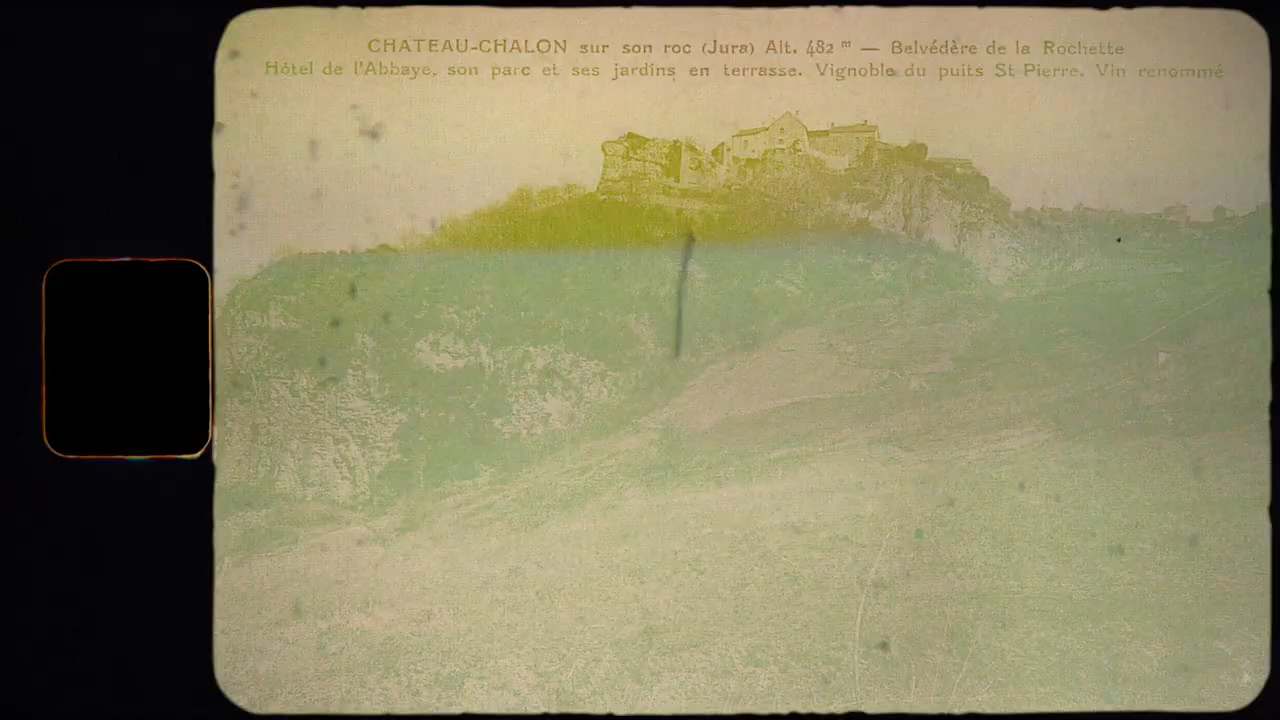 CHATEAU-CHALON sur son roc (Jura) Alt. 482 m — Belvédère de la Rochette
Hôtel de l'Abbaye, son parc et ses jardins en terrasse. Vignoble du puits St Pierre. Vin renommé